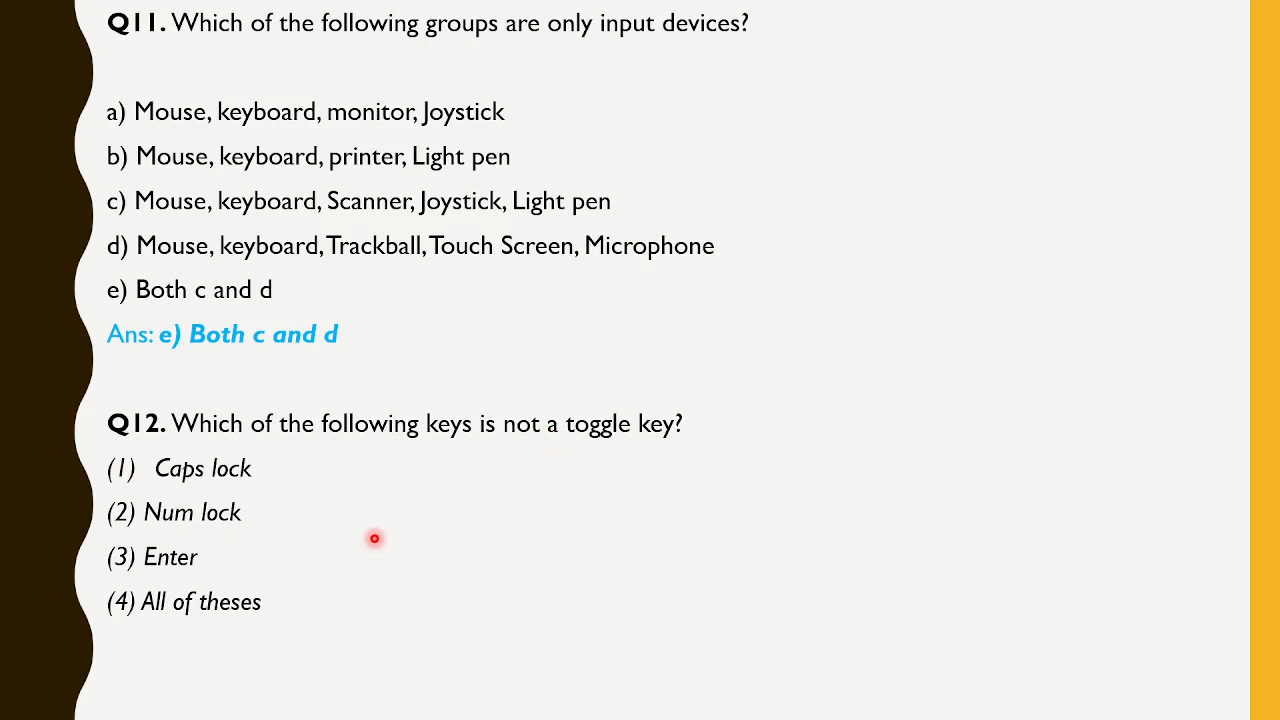 Q11. Which of the following groups are only input devices?
a) Mouse, keyboard, monitor, Joystick
b) Mouse, keyboard, printer, Light pen
c) Mouse, keyboard, Scanner, Joystick, Light pen
d) Mouse, keyboard, Trackball, Touch Screen, Microphone
e) Both c and d
Ans: e) Both c and d
Q12. Which of the following keys is not a toggle key?
(1) Caps lock
(2) Num lock
(3) Enter
(4) All of theses